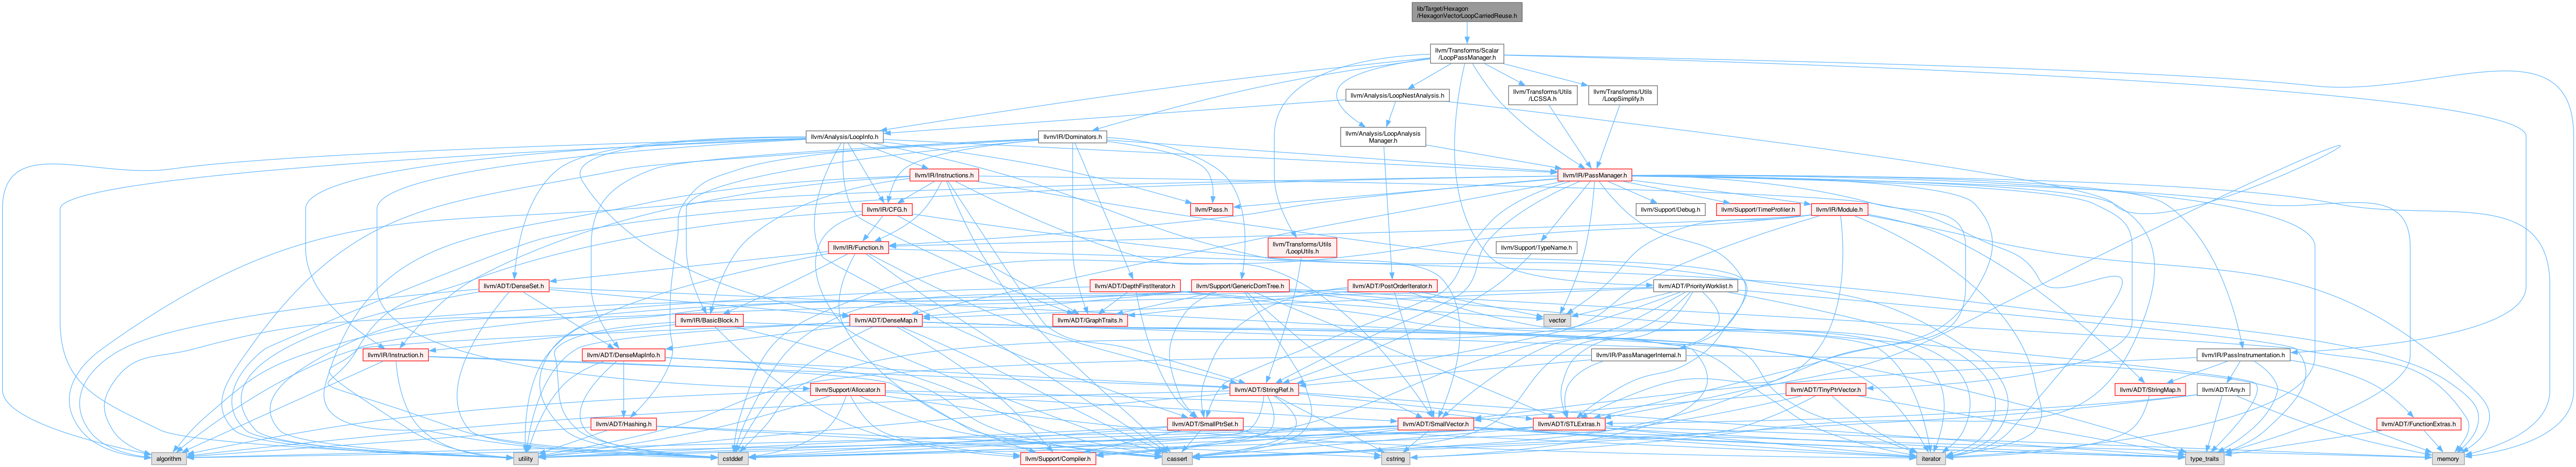 lib/Target/Hexagon
/HexagonVectorLoopCarriedReuse.h
llvm/Transforms/Scalar
/LoopPassManager.h
llvm/Analysis/LoopNestAnalysis.h
llvm/Transforms/Utils
/LCSSA.h
llvm/Transforms/Utils
/LoopSimplify.h
llvm/Analysis/LoopInfo.h
llvm/IR/Dominators.h
llvm/Analysis/LoopAnalysis
Manager.h
llvm/IR/Instructions.h
llvm/IR/PassManager.h
llvm/IR/CFG.h
llvm/Pass.h
llvm/Support/Debug.h
llvm/Support/TimeProfiler.h
llvm/IR/Module.h
llvm/IR/Function.h
llvm/Transforms/Utils
/LoopUtils.h
llvm/Support/TypeName.h
llvm/ADT/DenseSet.h
llvm/ADT/DepthFirstIterator.h
llvm/Support/GenericDomTree.h
llvm/ADT/PostOrderIterator.h
llvm/ADT/PriorityWorklist.h
llvm/IR/BasicBlock.h
llvm/ADT/DenseMap.h
llvm/ADT/GraphTraits.h
vector
llvm/IR/Instruction.h
llvm/ADT/DenseMapInfo.h
llvm/IR/PassManagerInternal.h
llvm/IR/PassInstrumentation.h
llvm/Support/Allocator.h
llvm/ADT/StringRef.h
llvm/ADT/TinyPtrVector.h
llvm/ADT/StringMap.h
llvm/ADT/Any.h
llvm/ADT/Hashing.h
llvm/ADT/SmallPtrSet.h
llvm/ADT/SmallVector.h
llvm/ADT/STLExtras.h
llvm/ADT/FunctionExtras.h
algorithm
utility
cstddef
llvm/Support/Compiler.h
cassert
cstring
iterator
type_traits
memory